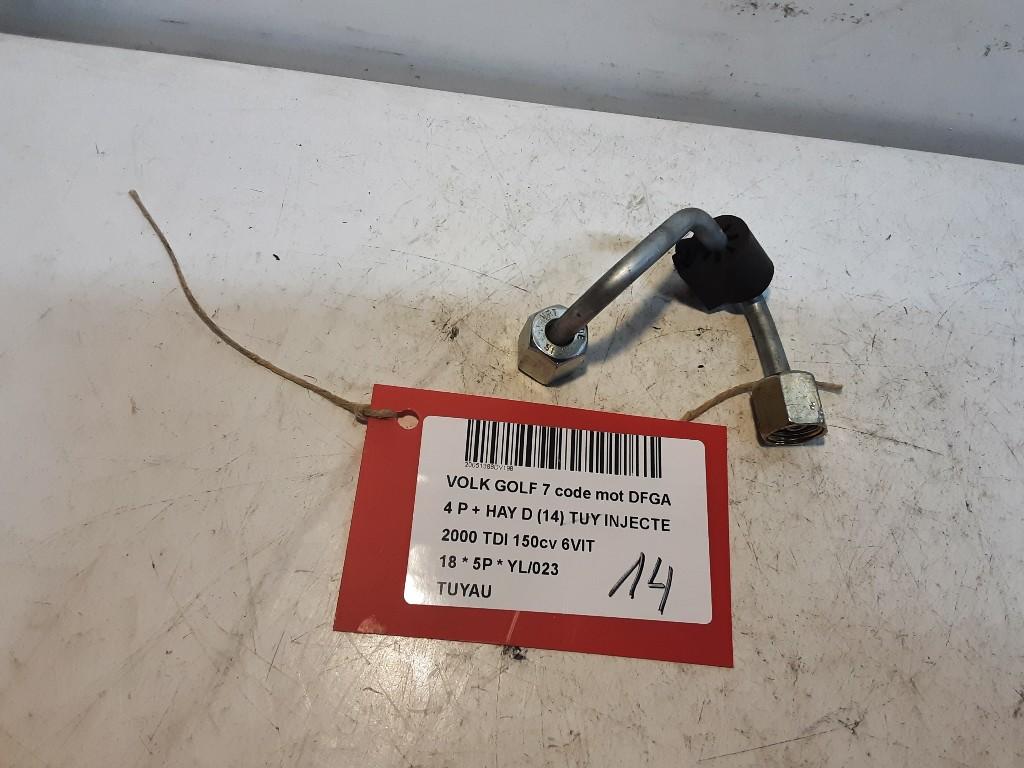 VOLK GOLF 7 code mot DFGA
4 P + HAY D (14) TUY INJECTE
2000 TDI 150cv 6VIT
18 * 5P * YL/023
TUYAU
14